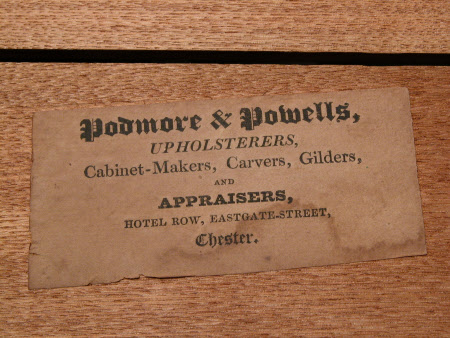 Podmore & Powells,
UPHOLSTERERS,
Cabinet-Makers, Carvers, Gilders,
AND
APPRAISERS,
HOTEL ROW, EASTGATE-STREET,
Chester.